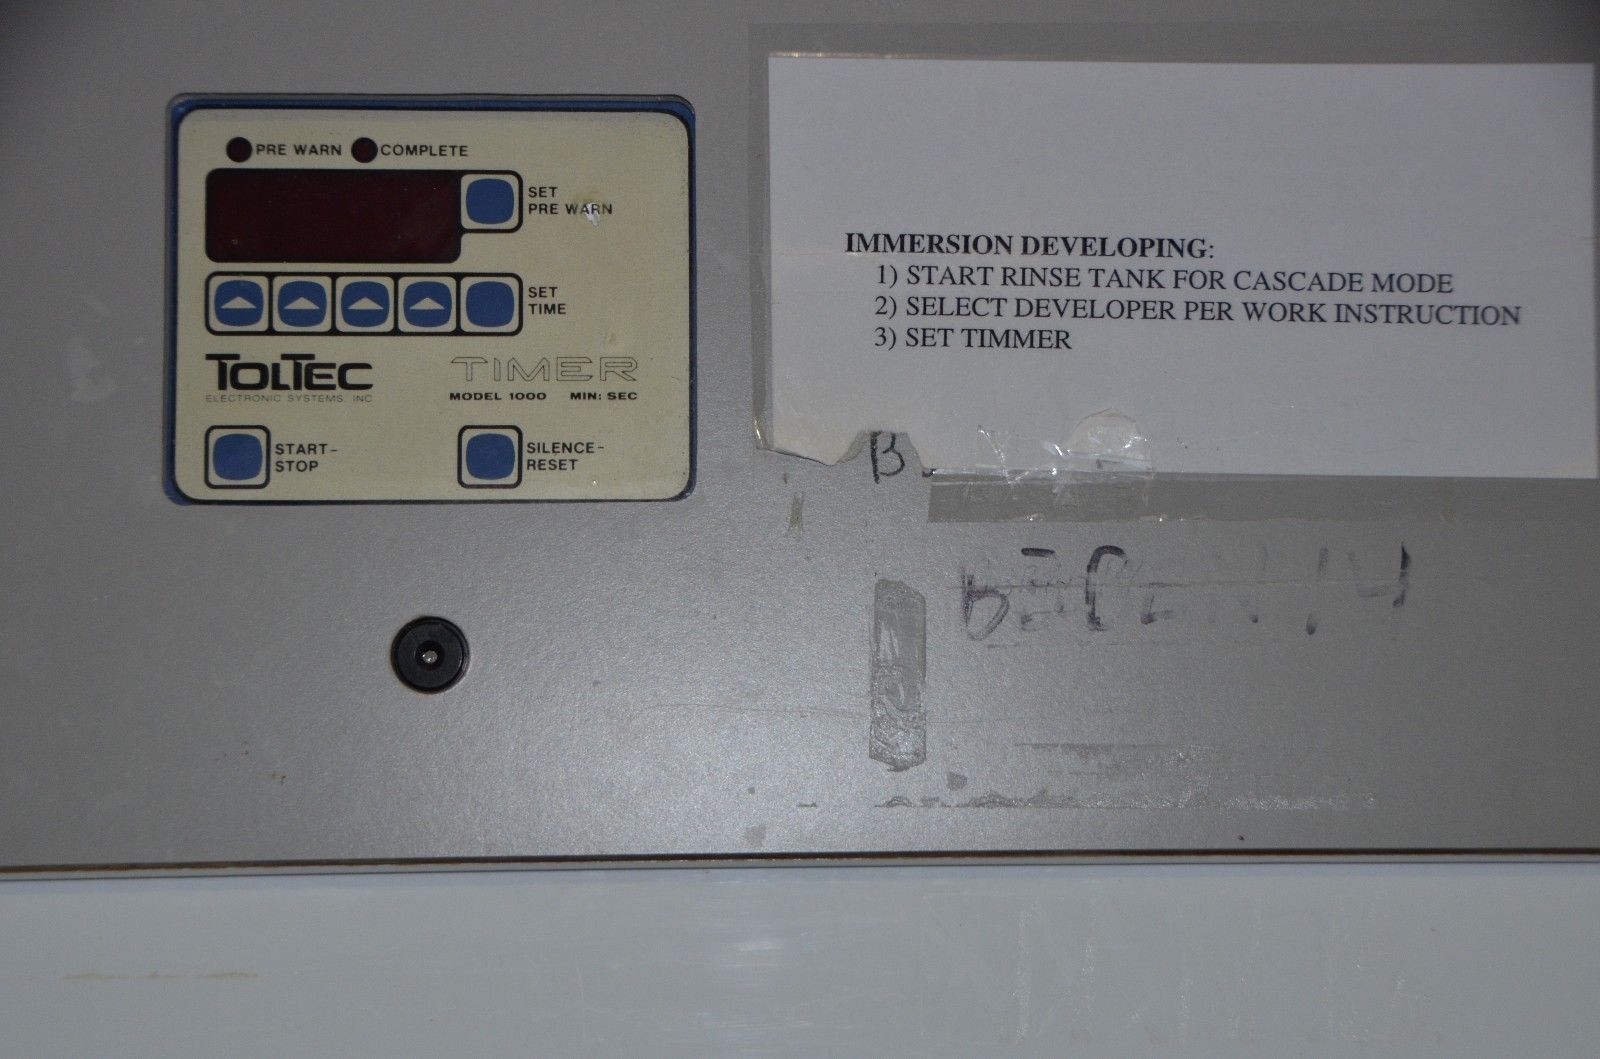 PRE WARN COMPLETE
SET
PRE WARN
SET
TIME
TOLTEC
ELECTRONIC SYSTEMS, INC
TIMER
MODEL 1000 MIN: SEC
START-
STOP
SILENCE-
RESET
IMMERSION DEVELOPING:
1) START RINSE TANK FOR CASCADE MODE
2) SELECT DEVELOPER PER WORK INSTRUCTION
3) SET TIMMER
B